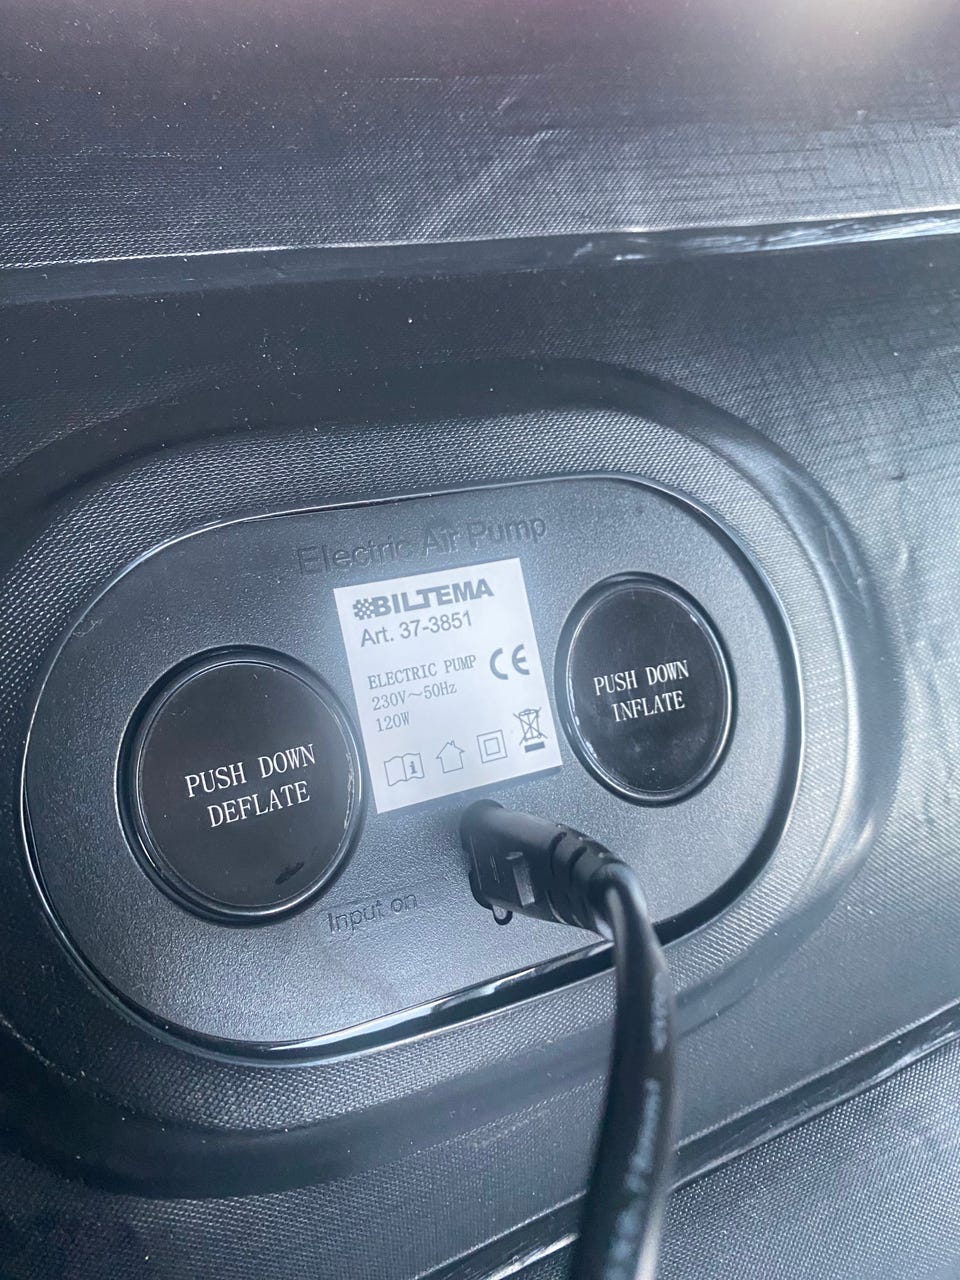 Electric Air Pump
BILTEMA
Art. 37-3851
ELECTRIC PUMP
230V~50Hz
120W
CE
i
PUSH DOWN
DEFLATE
PUSH DOWN
INFLATE
Input on